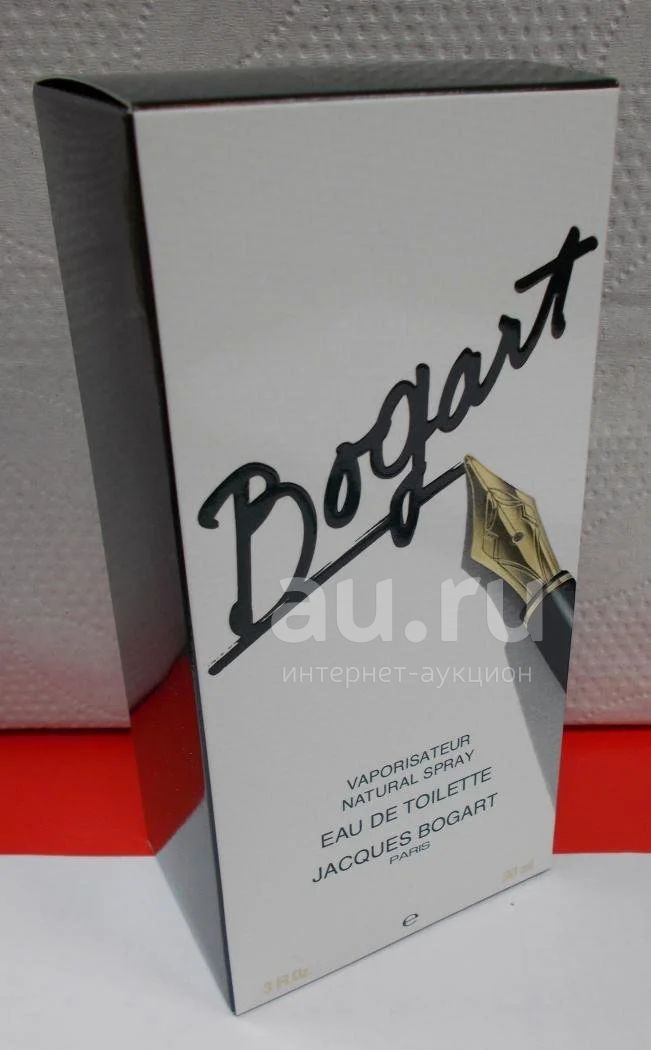 Bogart
au.ru
интернет-аукцион
VAPORISATEUR
NATURAL SPRAY
EAU DE TOILETTE
JACQUES BOGART
PARIS
90 ml
e
3 Fl.Oz.